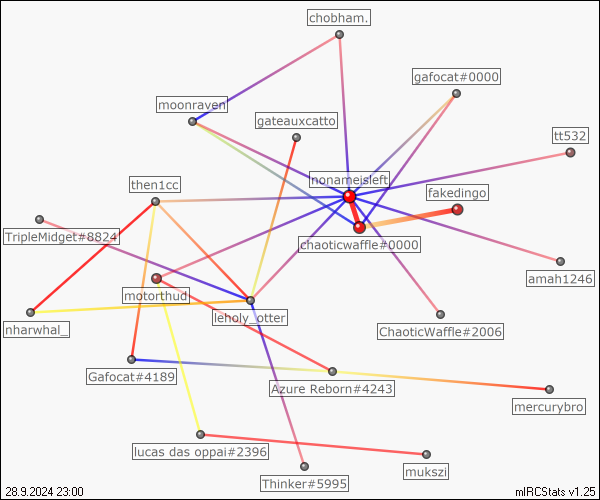 chobham.
gafocat#0000
moonraven
gateauxcatto
tt532
nonameisleft
then1cc
fakedingo
TripleMidget#8824
chaoticwaffle#0000
amah1246
motorthud
leholy_otter
nharwhal_
ChaoticWaffle#2006
Gafocat#4189
Azure Reborn#4243
mercurybro
lucas das oppai#2396
mukszi
Thinker#5995
28.9.2024 23:00
mIRCStats v1.25